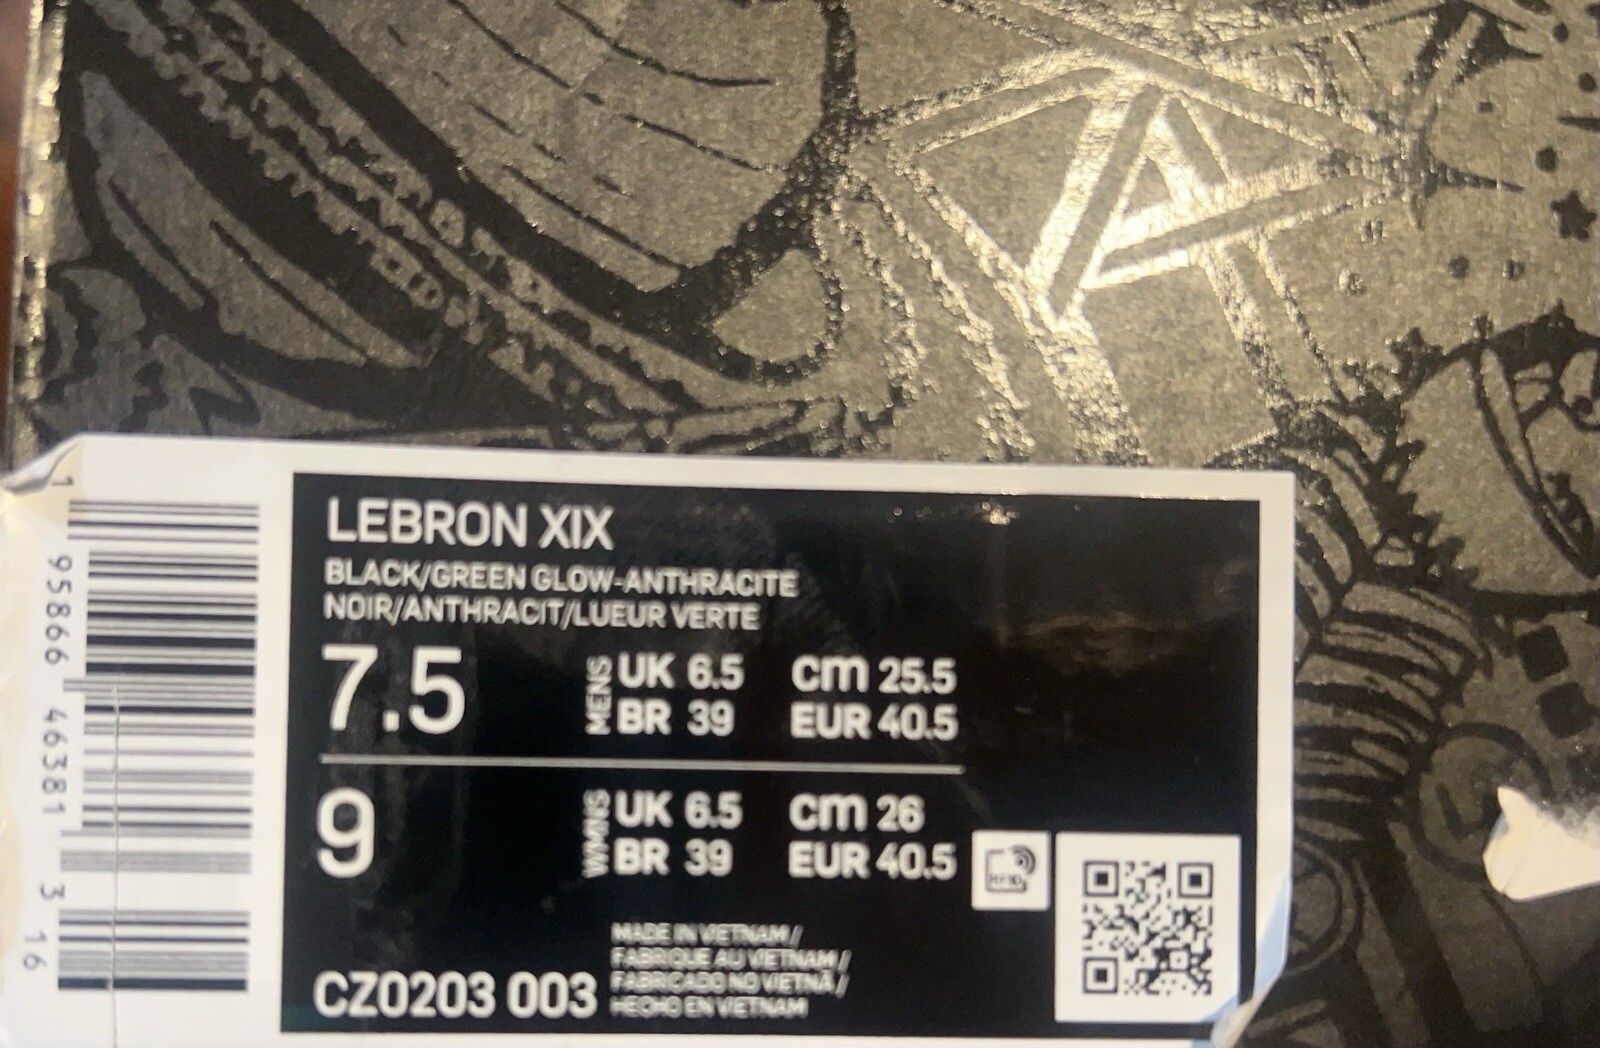 LEBRON XIX
BLACK/GREEN GLOW-ANTHRACITE
NOIR/ANTHRACIT/LUEUR VERTE
7.5 MENS UK 6.5 cm 25.5
BR 39 EUR 40.5
9 WMNS UK 6.5 cm 26
BR 39 EUR 40.5
RFID
CZ0203 003
MADE IN VIETNAM /
FABRIQUE AU VIETNAM /
FABRICADO NO VIETNÃ /
HECHO EN VIETNAM
1 95866 46381 3 16